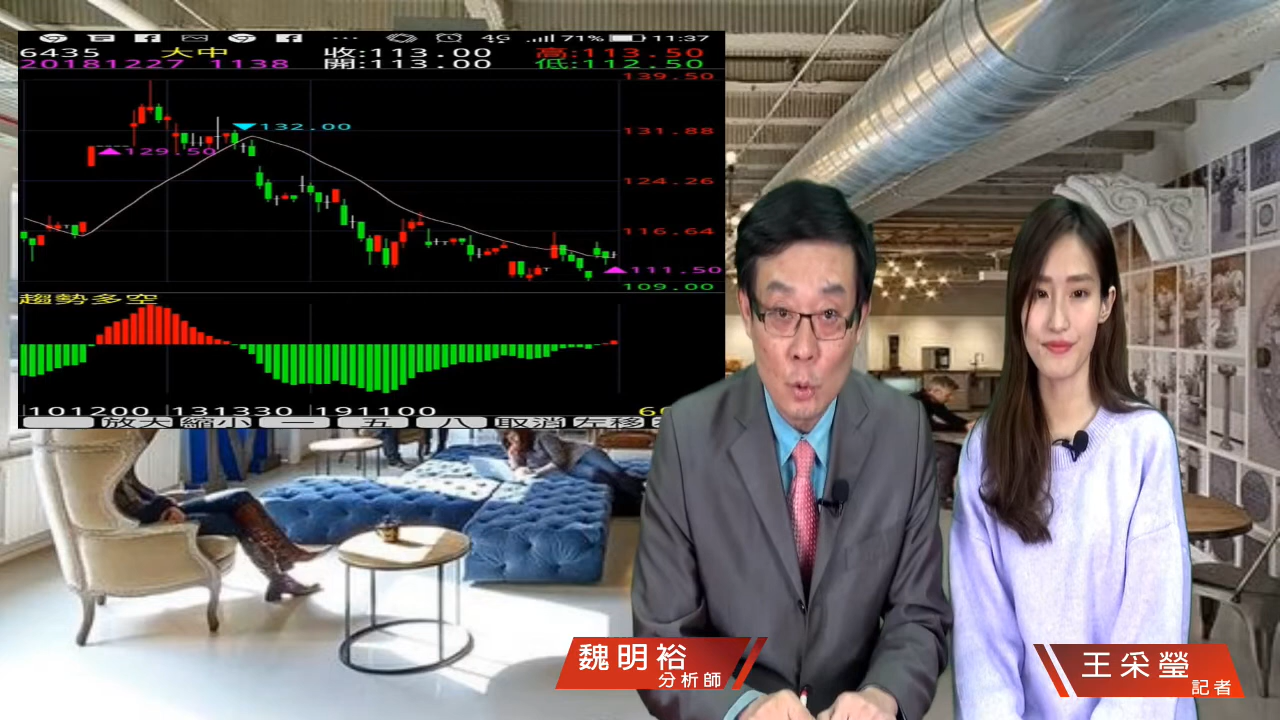 4G 71% 11:37
6435 大中 收:113.00 高:113.50
20181227 1138 開:113.00 低:112.50
139.50
132.00
131.88
129.50
124.26
116.64
111.50
109.00
趨勢多空
101200 131330 191100
放大 縮小 一 五 八 取消 左移
魏明裕
分析師
王采瑩
記者